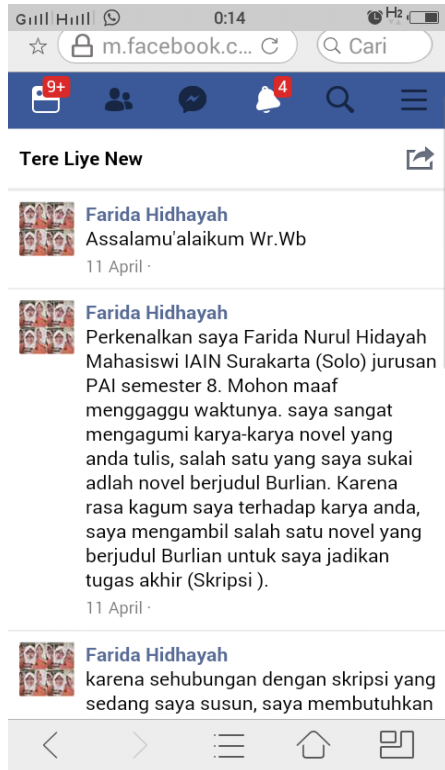 0:14
H2
m.facebook.c...
Cari
9+
4
Tere Liye New
Farida Hidhayah
Assalamu'alaikum Wr.Wb
11 April ·
Farida Hidhayah
Perkenalkan saya Farida Nurul Hidayah
Mahasiswi IAIN Surakarta (Solo) jurusan
PAI semester 8. Mohon maaf
menggaggu waktunya. saya sangat
mengagumi karya-karya novel yang
anda tulis, salah satu yang saya sukai
adlah novel berjudul Burlian. Karena
rasa kagum saya terhadap karya anda,
saya mengambil salah satu novel yang
berjudul Burlian untuk saya jadikan
tugas akhir (Skripsi ).
11 April ·
Farida Hidhayah
karena sehubungan dengan skripsi yang
sedang saya susun, saya membutuhkan